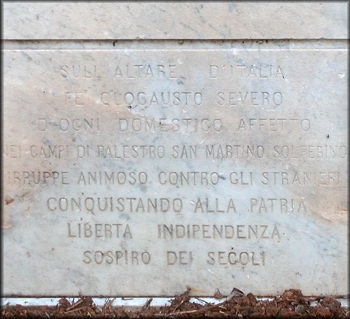 SULL'ALTARE D'ITALIA
FE OLOCAUSTO SEVERO
D'OGNI DOMESTICO AFFETTO
NEI CAMPI DI PALESTRO SAN MARTINO SOLFERINO
IRRUPPE ANIMOSO CONTRO GLI STRANIERI
CONQUISTANDO ALLA PATRIA
LIBERTA INDIPENDENZA
SOSPIRO DEI SECOLI